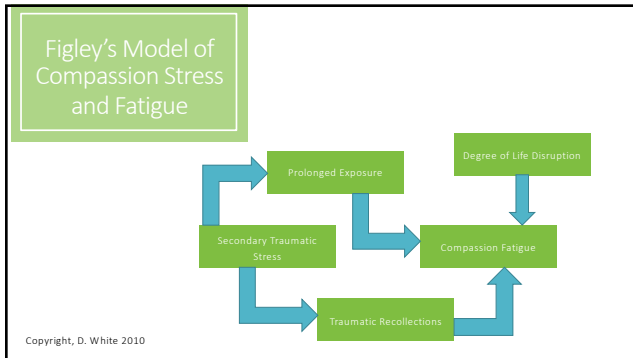 Figley's Model of
Compassion Stress
and Fatigue
Degree of Life Disruption
Prolonged Exposure
Secondary Traumatic
Stress
Compassion Fatigue
Traumatic Recollections
Copyright, D. White 2010